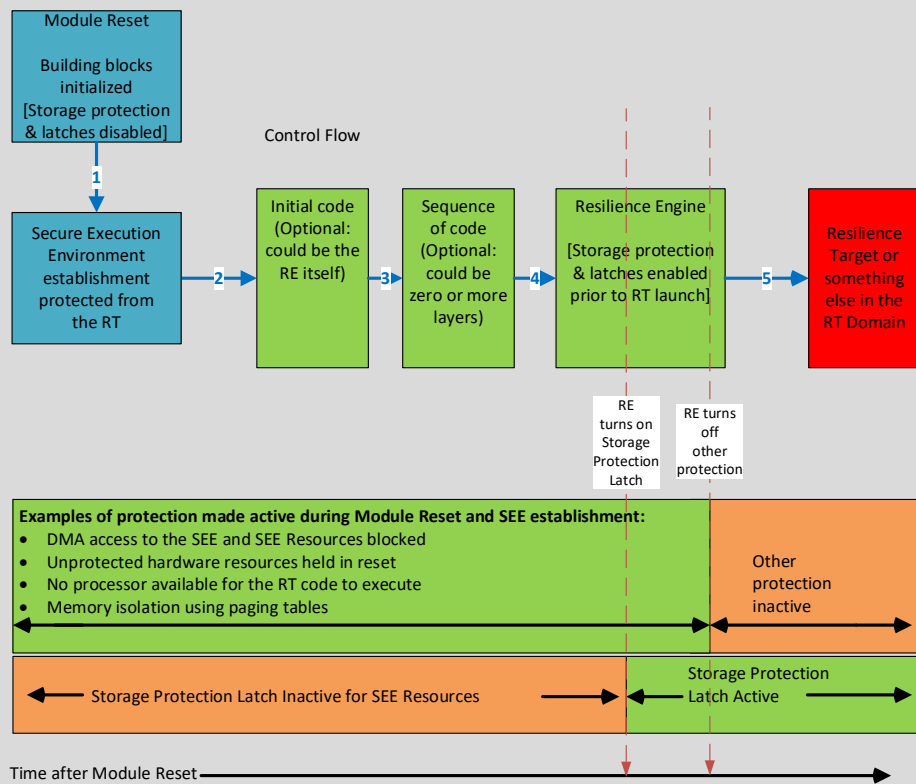 Module Reset
Building blocks
initialized
[Storage protection
& latches disabled]
Control Flow
1
Secure Execution
Environment
establishment
protected from
the RT
2
Initial code
(Optional:
could be the
RE itself)
3
Sequence
of code
(Optional:
could be
zero or more
layers)
4
Resilience Engine
[Storage protection
& latches enabled
prior to RT launch]
5
Resilience
Target or
something
else in the
RT Domain
RE
turns on
Storage
Protection
Latch
RE turns
off
other
protection
Examples of protection made active during Module Reset and SEE establishment:
• DMA access to the SEE and SEE Resources blocked
• Unprotected hardware resources held in reset
• No processor available for the RT code to execute
• Memory isolation using paging tables
Other
protection
inactive
Storage Protection Latch Inactive for SEE Resources
Storage Protection
Latch Active
Time after Module Reset